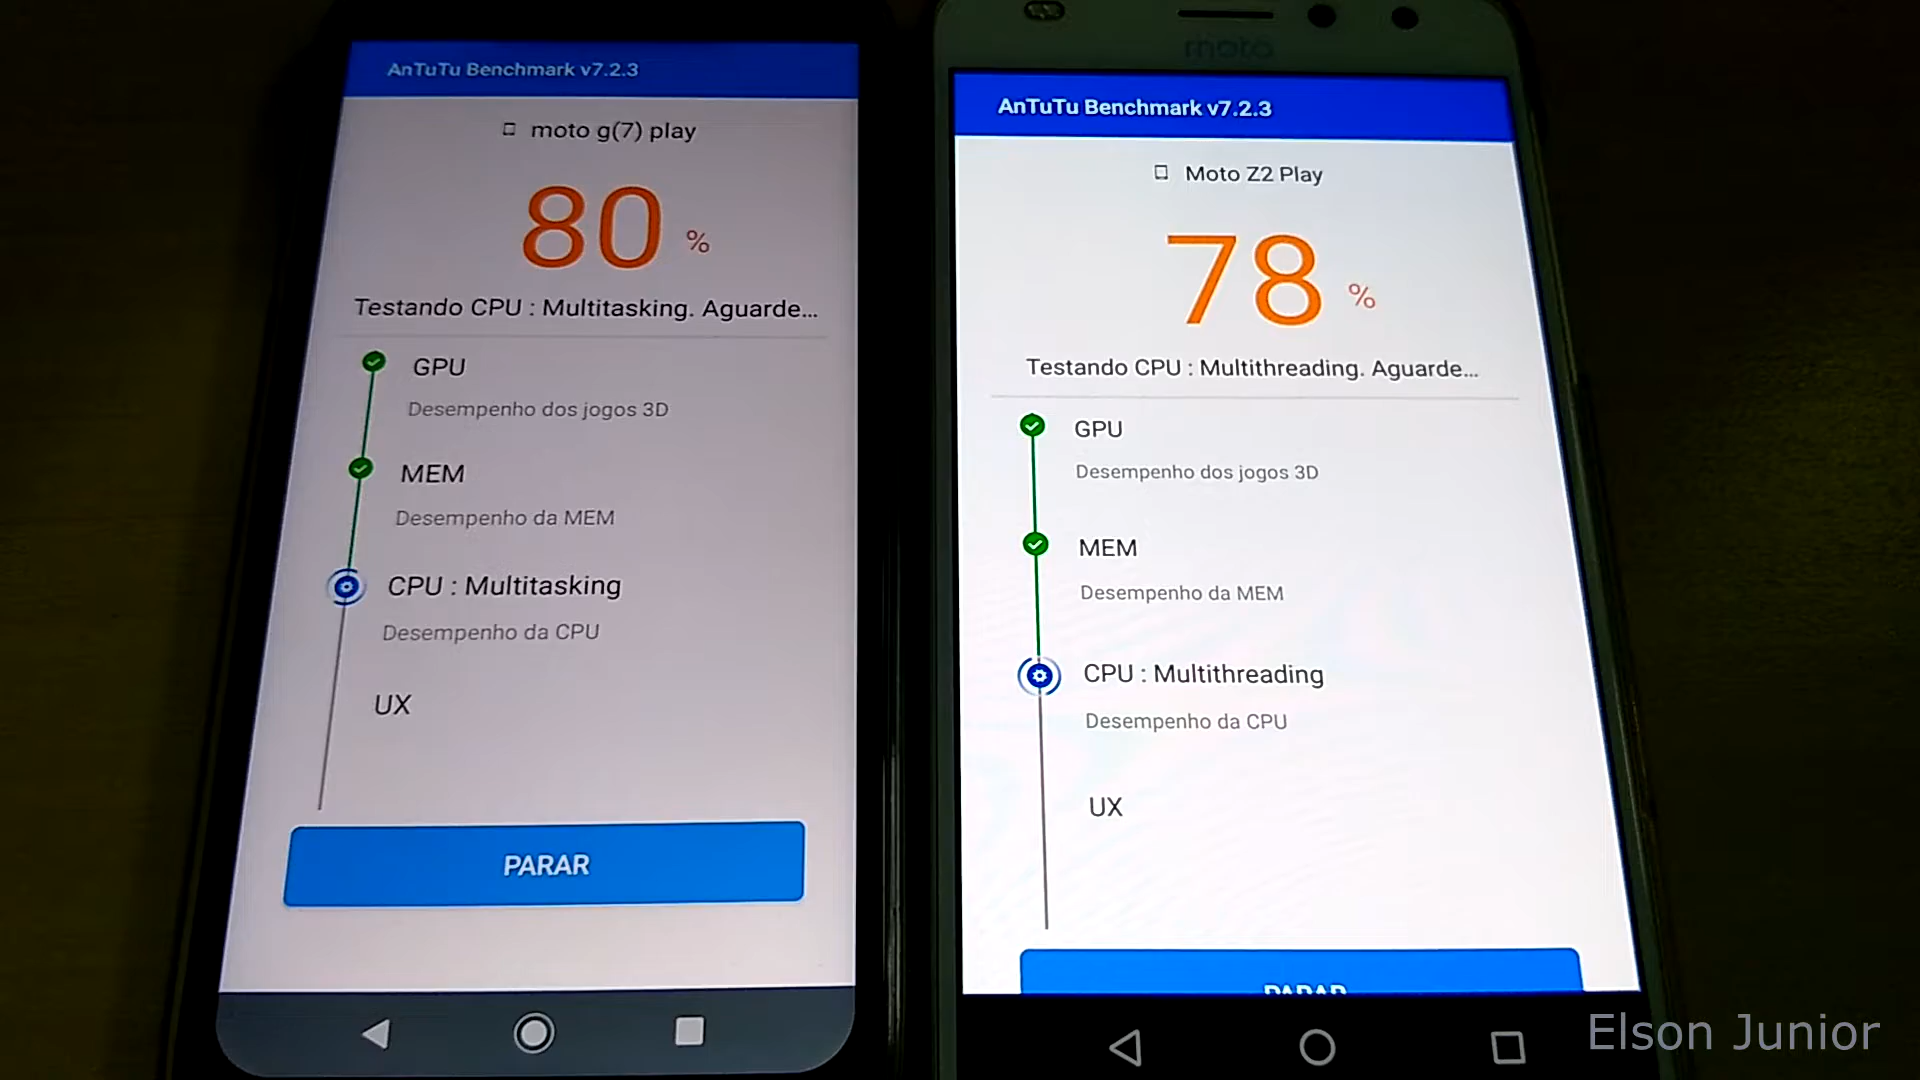 AnTuTu Benchmark v7.2.3
moto g(7) play
80 %
Testando CPU : Multitasking. Aguarde...
GPU
Desempenho dos jogos 3D
MEM
Desempenho da MEM
CPU : Multitasking
Desempenho da CPU
UX
PARAR
moto
AnTuTu Benchmark v7.2.3
Moto Z2 Play
78 %
Testando CPU : Multithreading. Aguarde...
GPU
Desempenho dos jogos 3D
MEM
Desempenho da MEM
CPU : Multithreading
Desempenho da CPU
UX
PARAR
Elson Junior